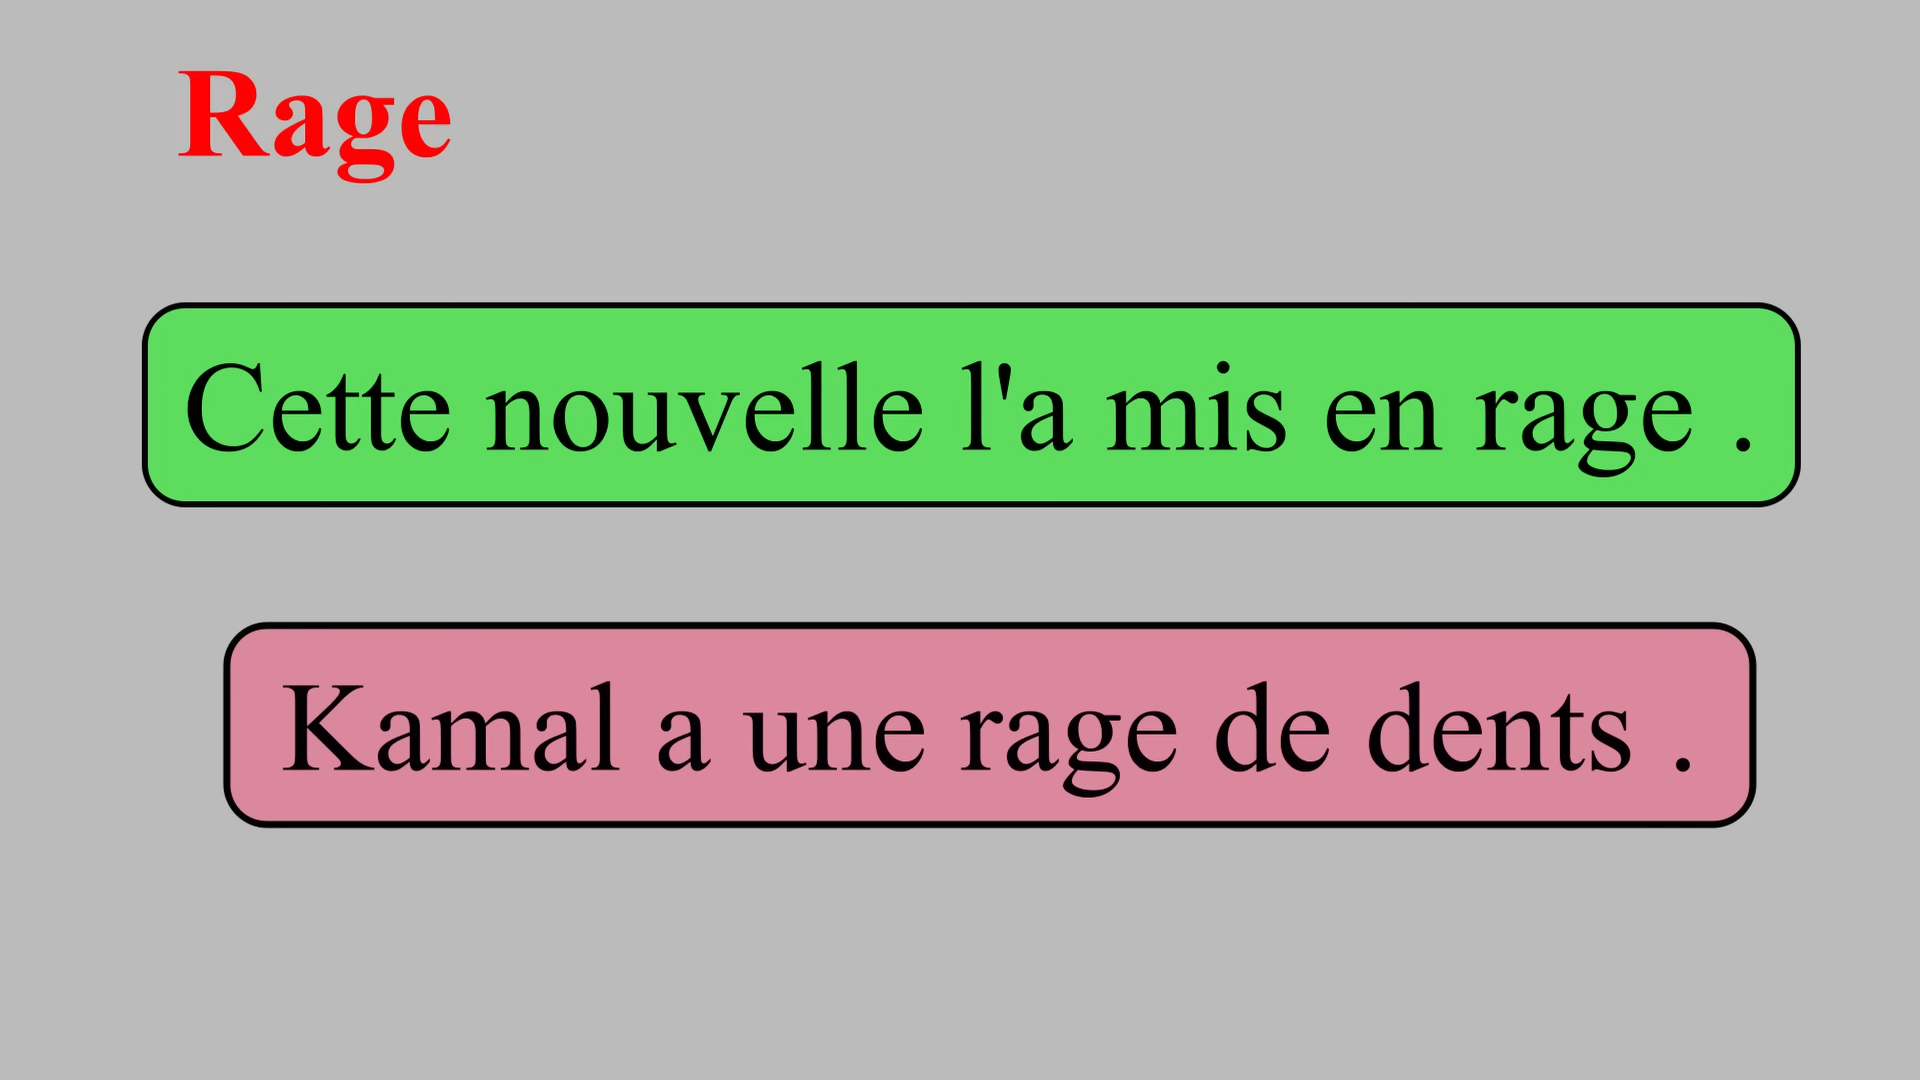 Rage
Cette nouvelle l'a mis en rage .
Kamal a une rage de dents .